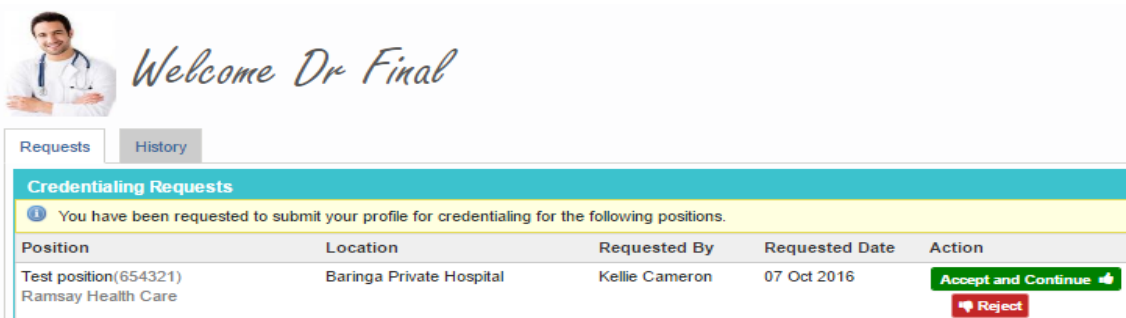 Welcome Dr Final
Requests History
Credentialing Requests
You have been requested to submit your profile for credentialing for the following positions.
Position Location Requested By Requested Date Action
Test position(654321) Baringa Private Hospital Kellie Cameron 07 Oct 2016 Accept and Continue
Ramsay Health Care Reject